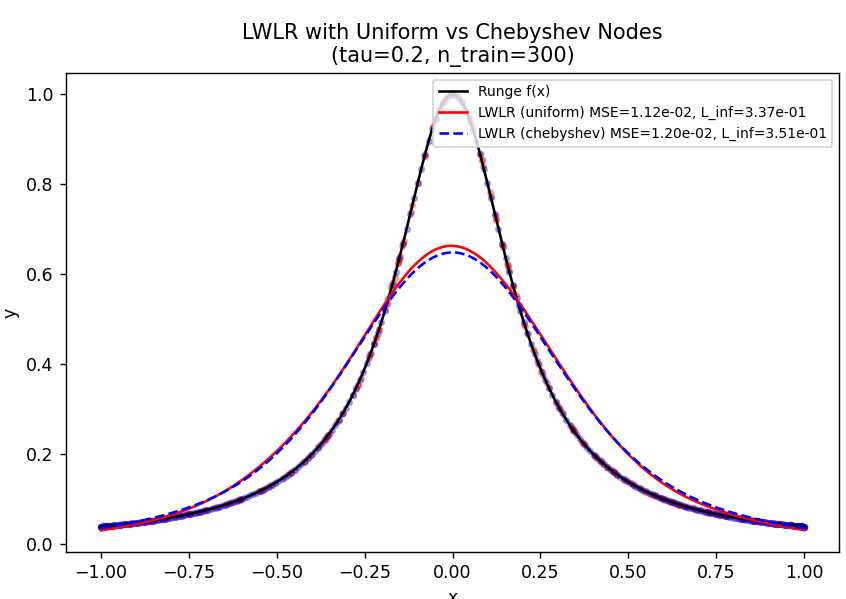 LWLR with Uniform vs Chebyshev Nodes
(tau=0.2, n_train=300)
Runge f(x)
LWLR (uniform) MSE=1.12e-02, L_inf=3.37e-01
LWLR (chebyshev) MSE=1.20e-02, L_inf=3.51e-01
1.0
0.8
0.6
0.4
0.2
0.0
y
−1.00 −0.75 −0.50 −0.25 0.00 0.25 0.50 0.75 1.00
x